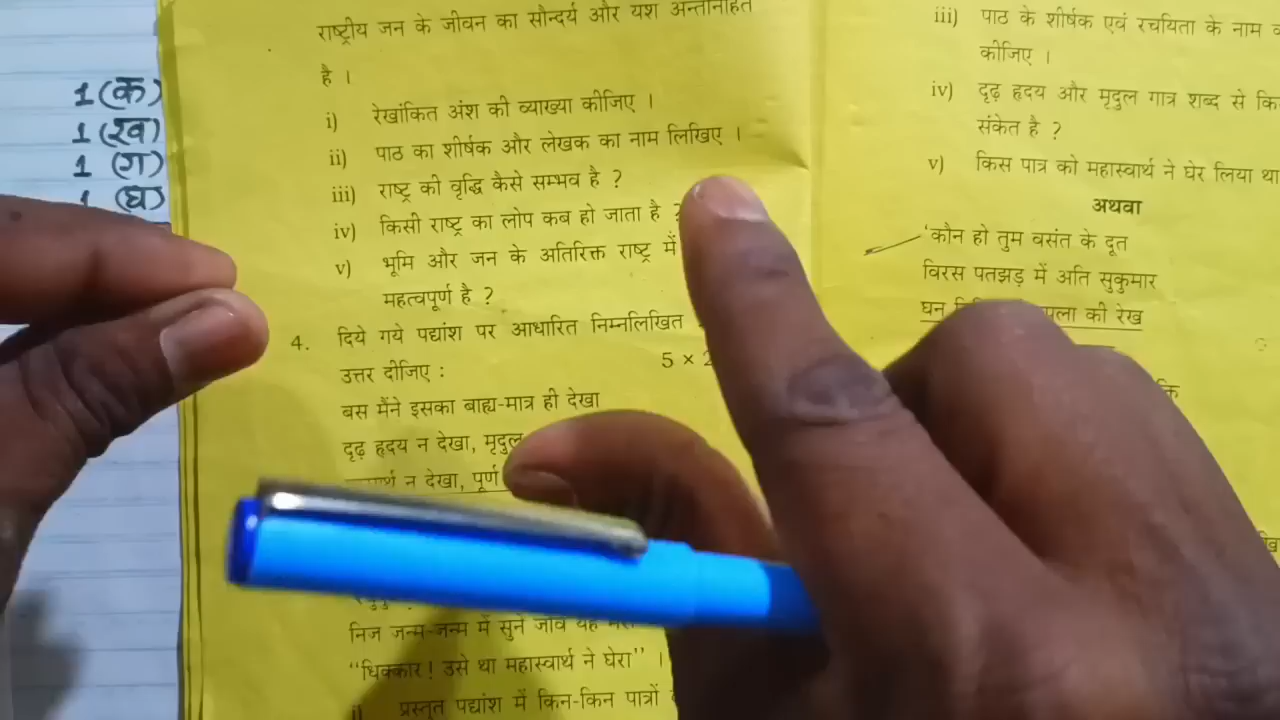 1 (क)
1 (ख)
1 (ग)
1 (घ)
राष्ट्रीय जन के जीवन का सौन्दर्य और यश अन्तर्निहित
है ।
i) रेखांकित अंश की व्याख्या कीजिए ।
ii) पाठ का शीर्षक और लेखक का नाम लिखिए ।
iii) राष्ट्र की वृद्धि कैसे सम्भव है ?
iv) किसी राष्ट्र का लोप कब हो जाता है ?
v) भूमि और जन के अतिरिक्त राष्ट्र में
महत्वपूर्ण है ?
4. दिये गये पद्यांश पर आधारित निम्नलिखित
उत्तर दीजिए : 5 × 2
बस मैंने इसका बाह्य-मात्र ही देखा
दृढ़ हृदय न देखा, मृदुल
न देखा, पूर्ण
निज जन्म-जन्म में सुने जीव यह मेरा
“धिक्कार! उसे था महास्वार्थ ने घेरा” ।
i) प्रस्तुत पद्यांश में किन-किन पात्रों
iii) पाठ के शीर्षक एवं रचयिता के नाम
कीजिए ।
iv) दृढ़ हृदय और मृदुल गात्र शब्द से
संकेत है ?
v) किस पात्र को महास्वार्थ ने घेर लिया था
अथवा
‘कौन हो तुम वसंत के दूत
विरस पतझड़ में अति सुकुमार
घन की रेख